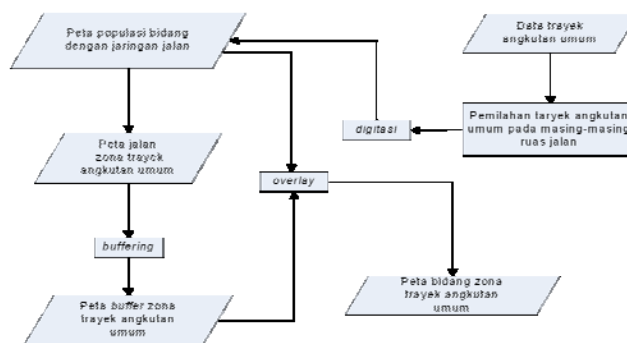 Peta populasi bidang
dengan jaringan jalan
Data trayek
angkutan umum
Pemilahan taryek angkutan
umum pada masing-masing
ruas jalan
digitasi
Peta jalan
zona trayek
angkutan umum
overlay
buffering
Peta buffer zona
trayek angkutan
umum
Peta bidang zona
trayek angkutan
umum